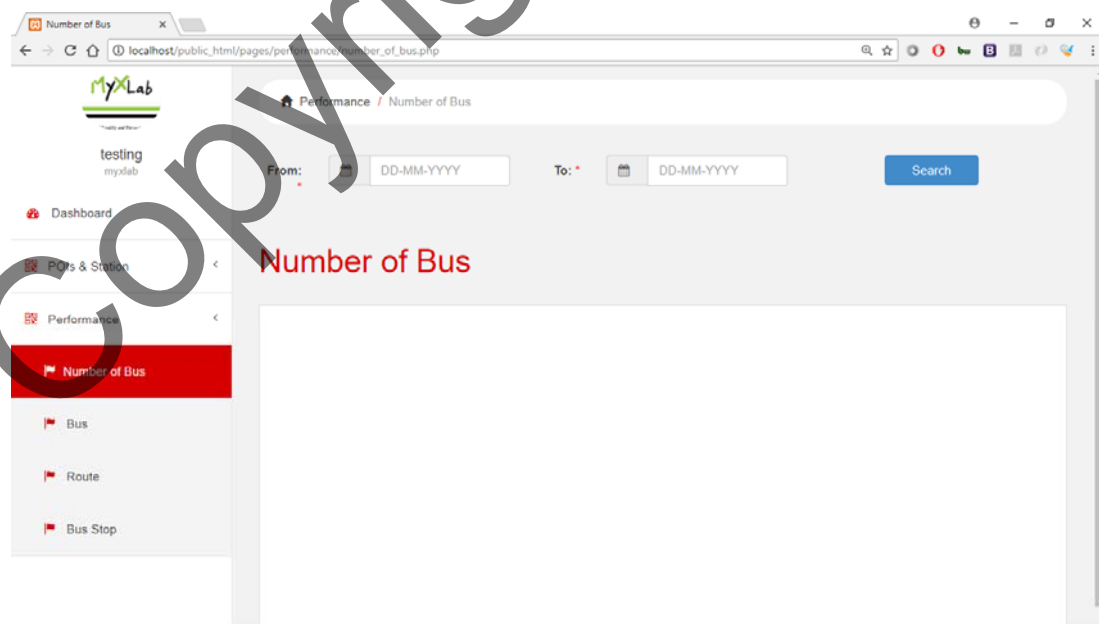 Number of Bus
localhost/public_html/pages/performance/number_of_bus.php
MyXLab
testing
myxlab
Performance / Number of Bus
From: * DD-MM-YYYY To: * DD-MM-YYYY Search
Dashboard
POIs & Station
Performance
Number of Bus
Bus
Route
Bus Stop
Number of Bus